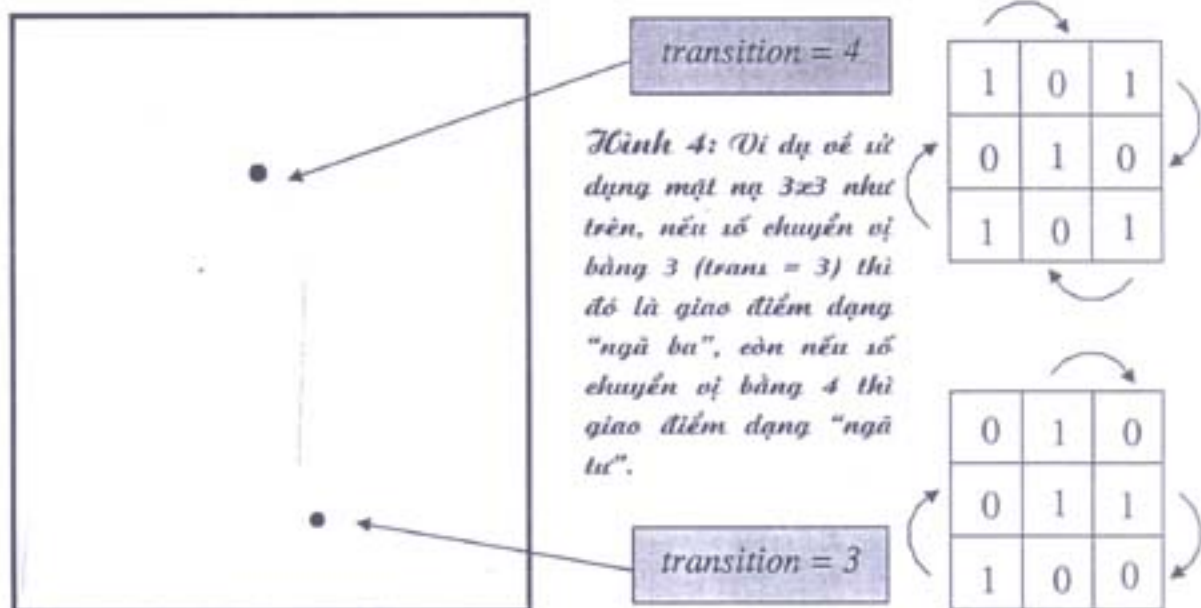 transition = 4
Hình 4: Ví dụ về sử
dụng mặt nạ 3x3 như
trên, nếu số chuyển vị
bằng 3 (trans = 3) thì
đó là giao điểm dạng
“ngã ba”, còn nếu số
chuyển vị bằng 4 thì
giao điểm dạng “ngã
tư”.
transition = 3
1 0 1
0 1 0
1 0 1
0 1 0
0 1 1
1 0 0